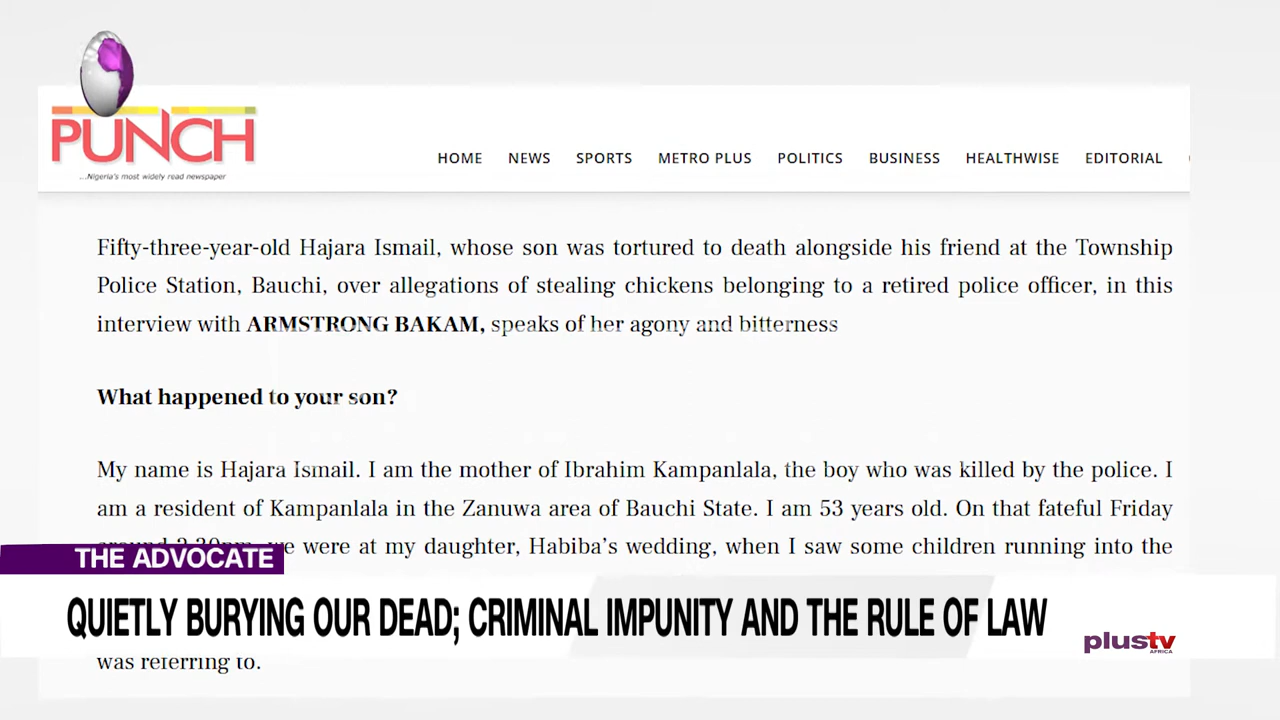 PUNCH
...Nigeria's most widely read newspaper
HOME NEWS SPORTS METRO PLUS POLITICS BUSINESS HEALTHWISE EDITORIAL
Fifty-three-year-old Hajara Ismail, whose son was tortured to death alongside his friend at the Township
Police Station, Bauchi, over allegations of stealing chickens belonging to a retired police officer, in this
interview with ARMSTRONG BAKAM, speaks of her agony and bitterness
What happened to your son?
My name is Hajara Ismail. I am the mother of Ibrahim Kampanlala, the boy who was killed by the police. I
am a resident of Kampanlala in the Zanuwa area of Bauchi State. I am 53 years old. On that fateful Friday
around 2.30pm, we were at my daughter, Habiba's wedding, when I saw some children running into the
THE ADVOCATE
QUIETLY BURYING OUR DEAD; CRIMINAL IMPUNITY AND THE RULE OF LAW
plustv
AFRICA
was referring to.